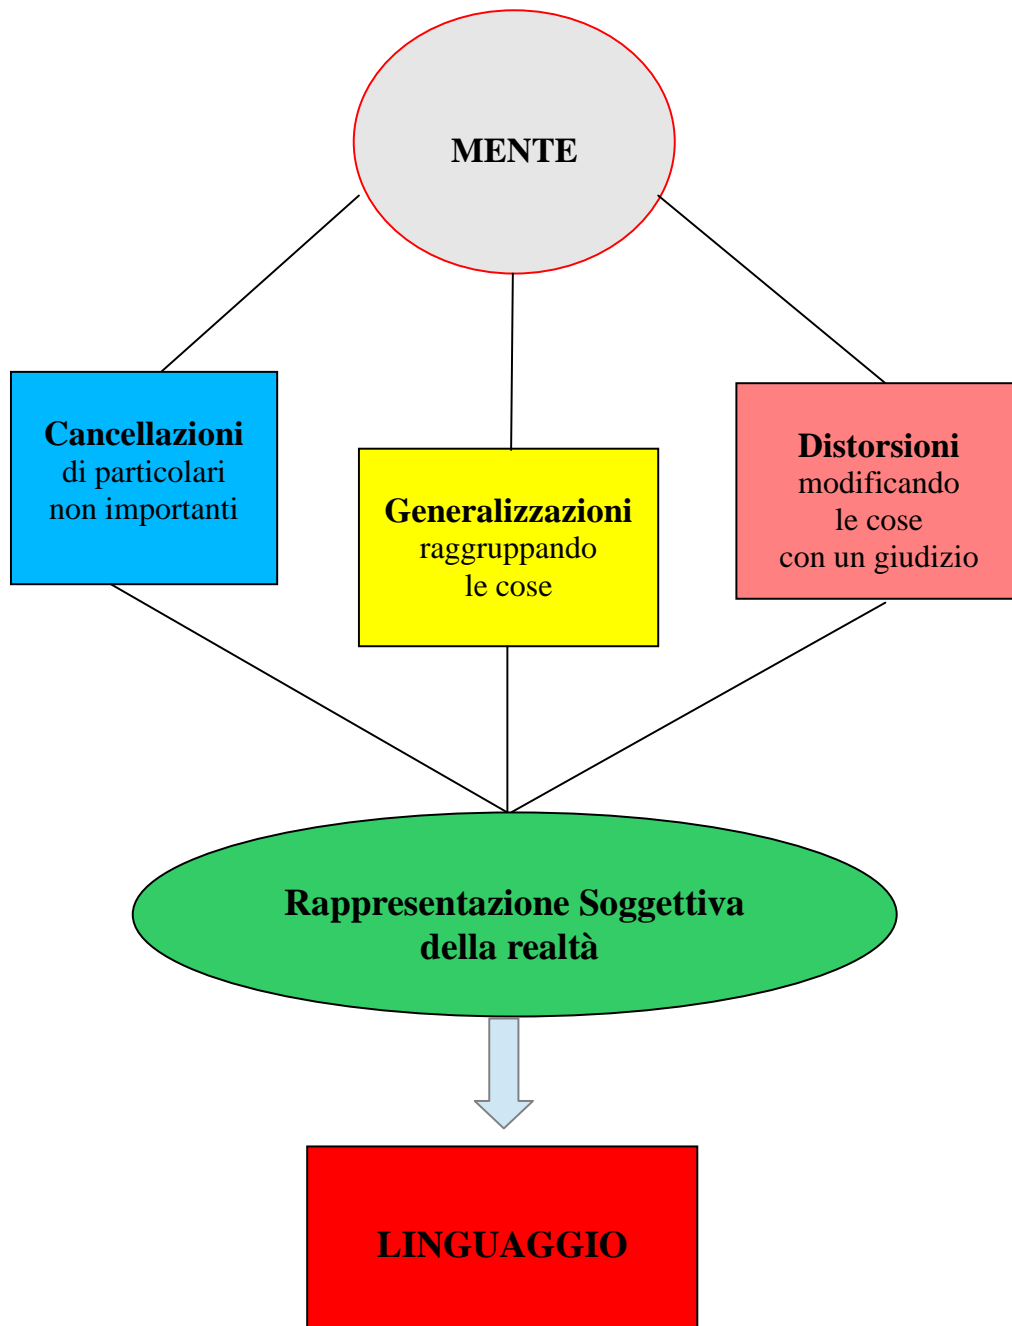 MENTE
Cancellazioni
di particolari
non importanti
Generalizzazioni
raggruppando
le cose
Distorsioni
modificando
le cose
con un giudizio
Rappresentazione Soggettiva
della realtà
LINGUAGGIO